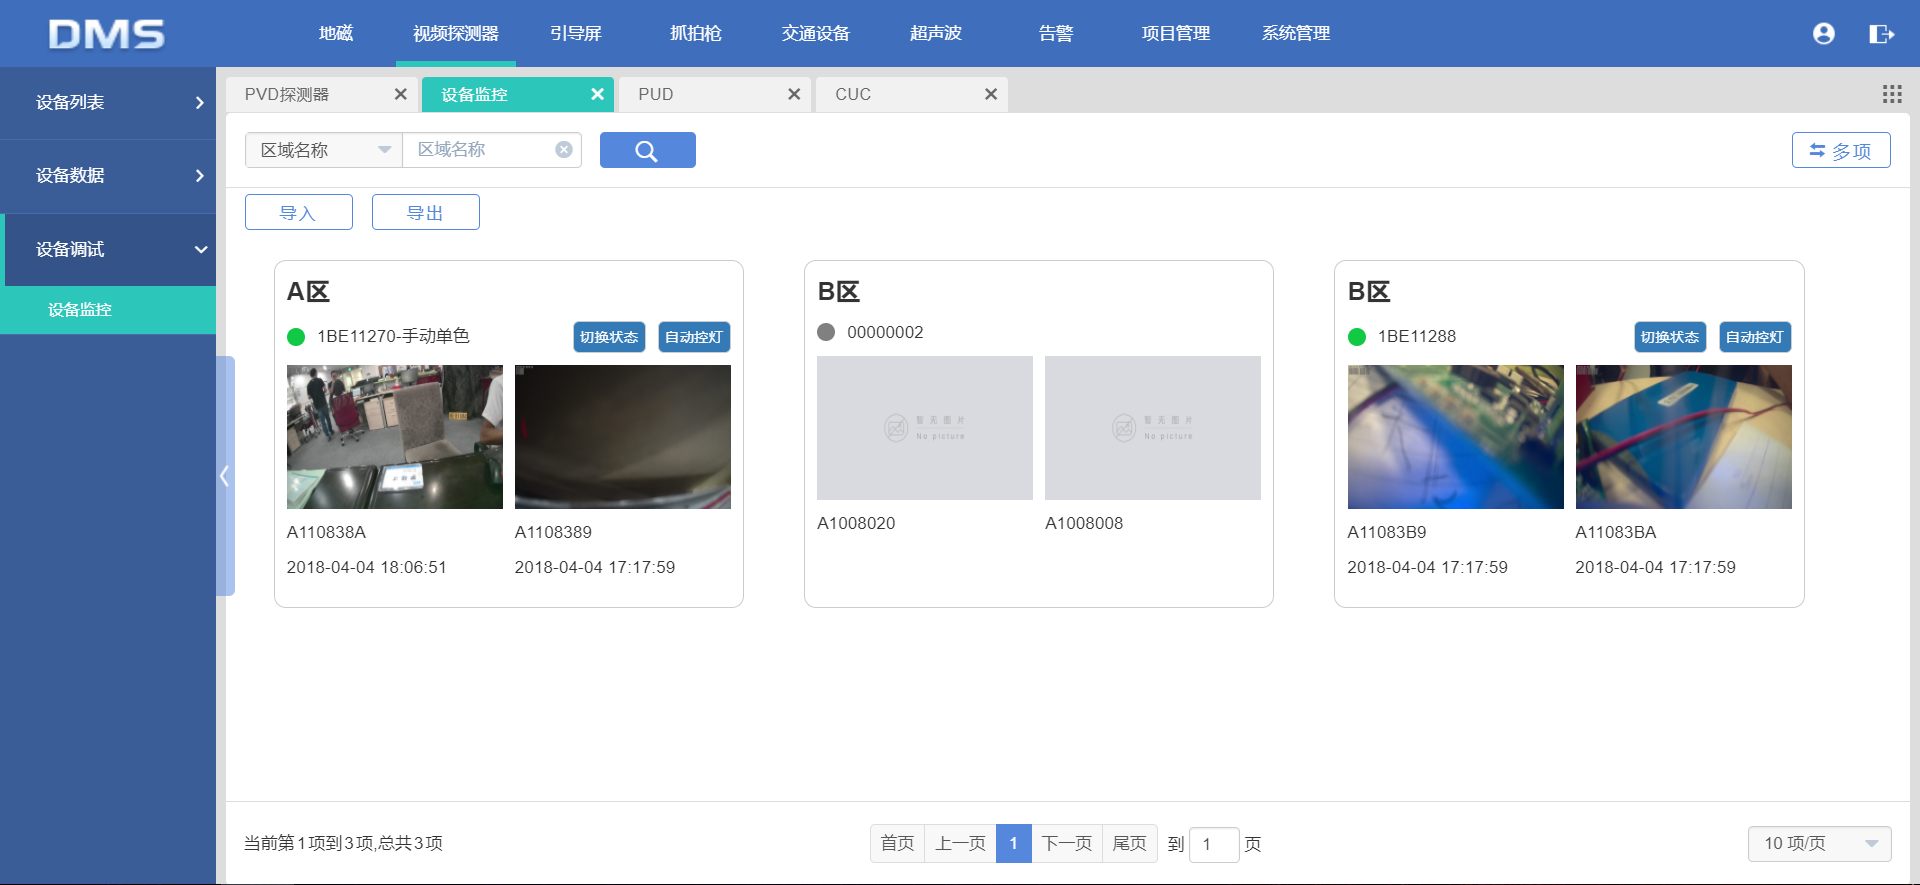 DMS
地磁 视频探测器 引导屏 抓拍枪 交通设备 超声波 告警 项目管理 系统管理
设备列表
设备数据
设备调试
设备监控
PVD探测器 设备监控 PUD CUC
区域名称 区域名称
多项
导入 导出
A区
1BE11270-手动单色 切换状态 自动控灯
A110838A A1108389
2018-04-04 18:06:51 2018-04-04 17:17:59
B区
00000002
暂无图片 暂无图片
No picture No picture
A1008020 A1008008
B区
1BE11288 切换状态 自动控灯
A11083B9 A11083BA
2018-04-04 17:17:59 2018-04-04 17:17:59
当前第1项到3项,总共3项
首页 上一页 1 下一页 尾页 到 1 页
10 项/页